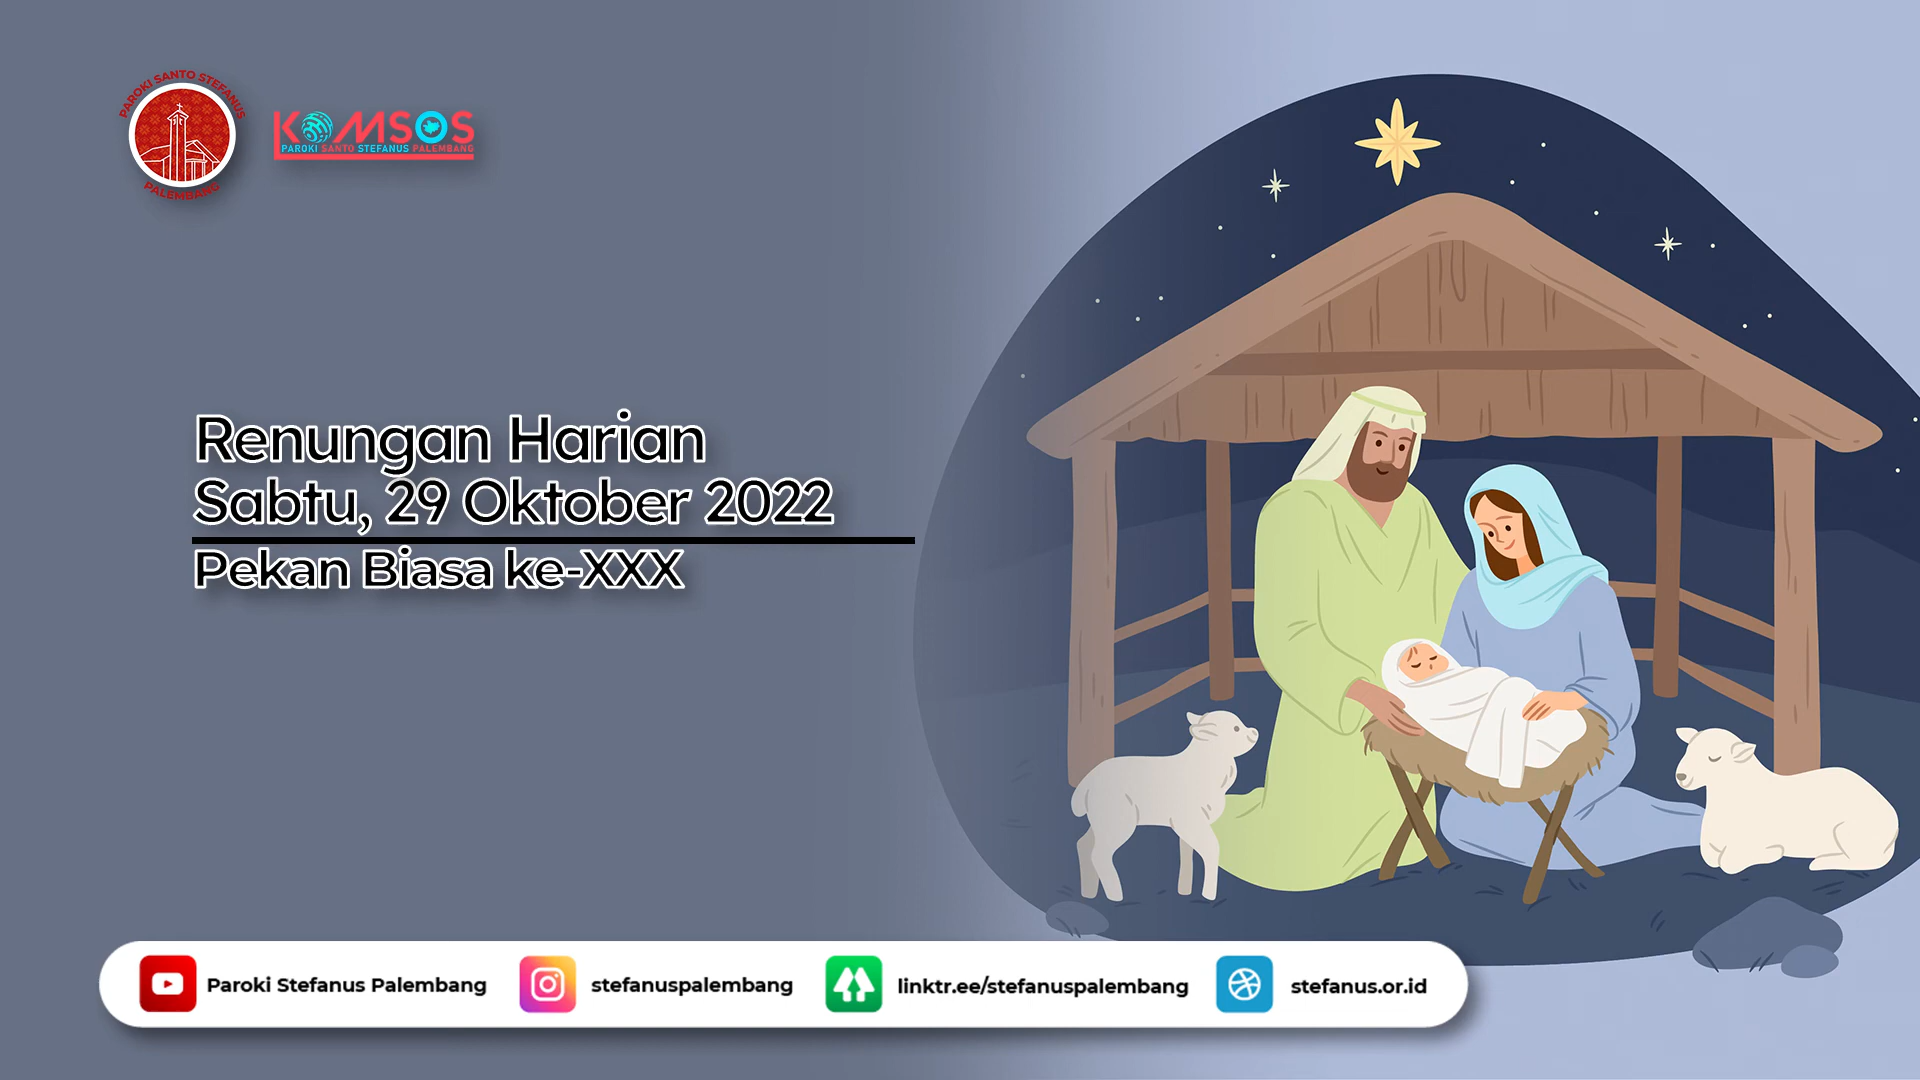 PAROKI SANTO STEFANUS
PALEMBANG
KOMSOS
PAROKI SANTO STEFANUS PALEMBANG
Renungan Harian
Sabtu, 29 Oktober 2022
Pekan Biasa ke-XXX
Paroki Stefanus Palembang
stefanuspalembang
linktr.ee/stefanuspalembang
stefanus.or.id